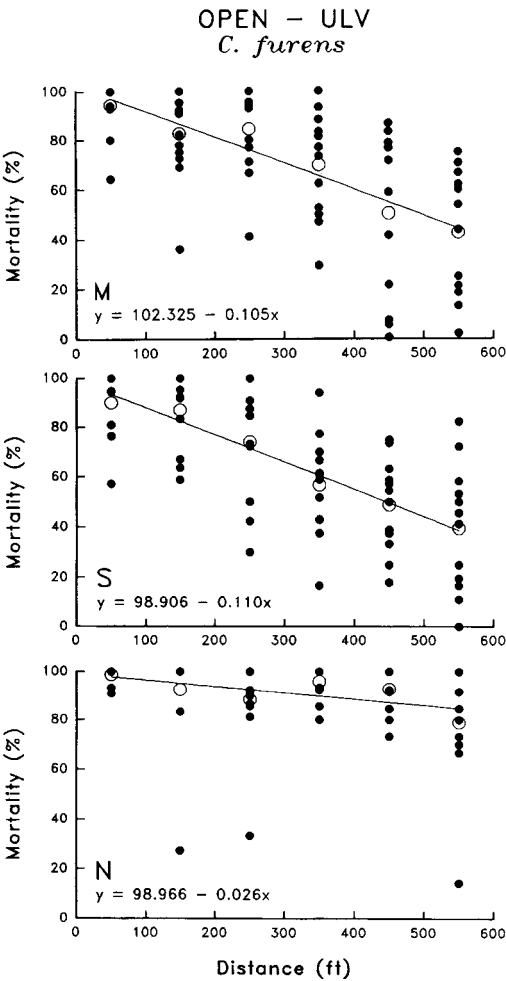 OPEN – ULV
C. furens
100
80
60
40
20
0
Mortality (%)
M
y = 102.325 – 0.105x
0 100 200 300 400 500 600
100
80
60
40
20
0
Mortality (%)
S
y = 98.906 – 0.110x
0 100 200 300 400 500 600
100
80
60
40
20
0
Mortality (%)
N
y = 98.966 – 0.026x
0 100 200 300 400 500 600
Distance (ft)